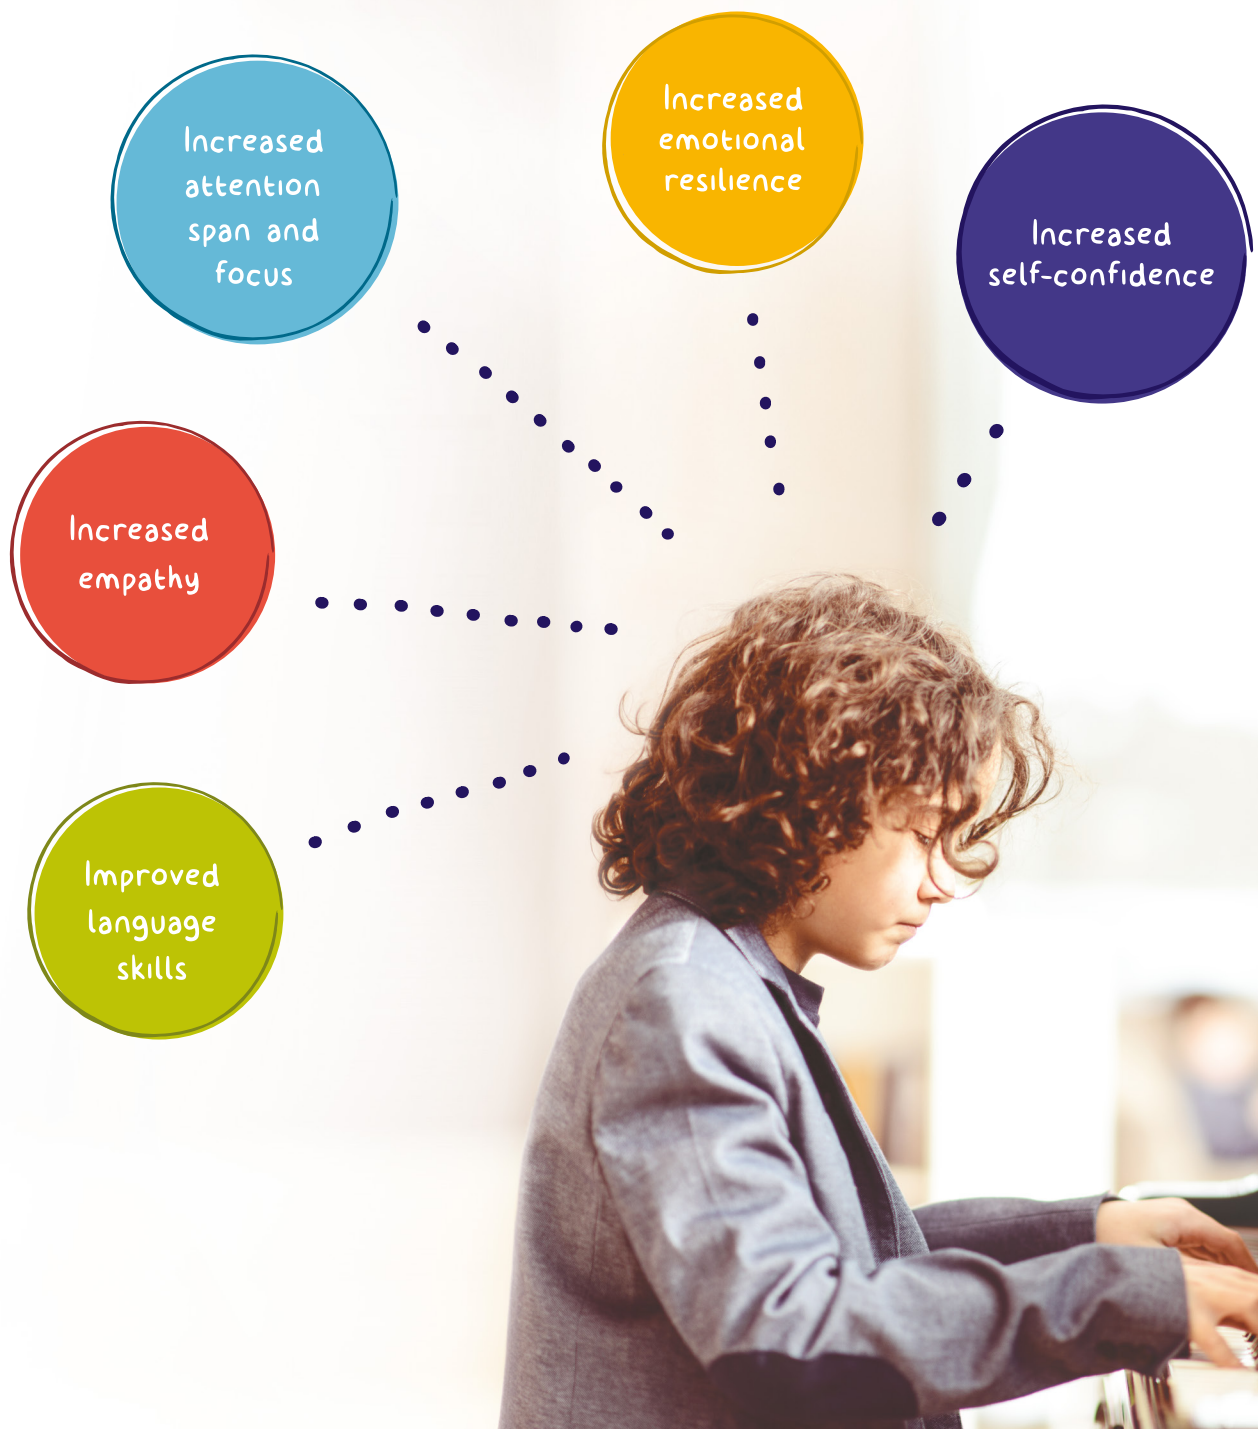 Increased
attention
span and
focus
Increased
emotional
resilience
Increased
self-confidence
Increased
empathy
Improved
language
skills